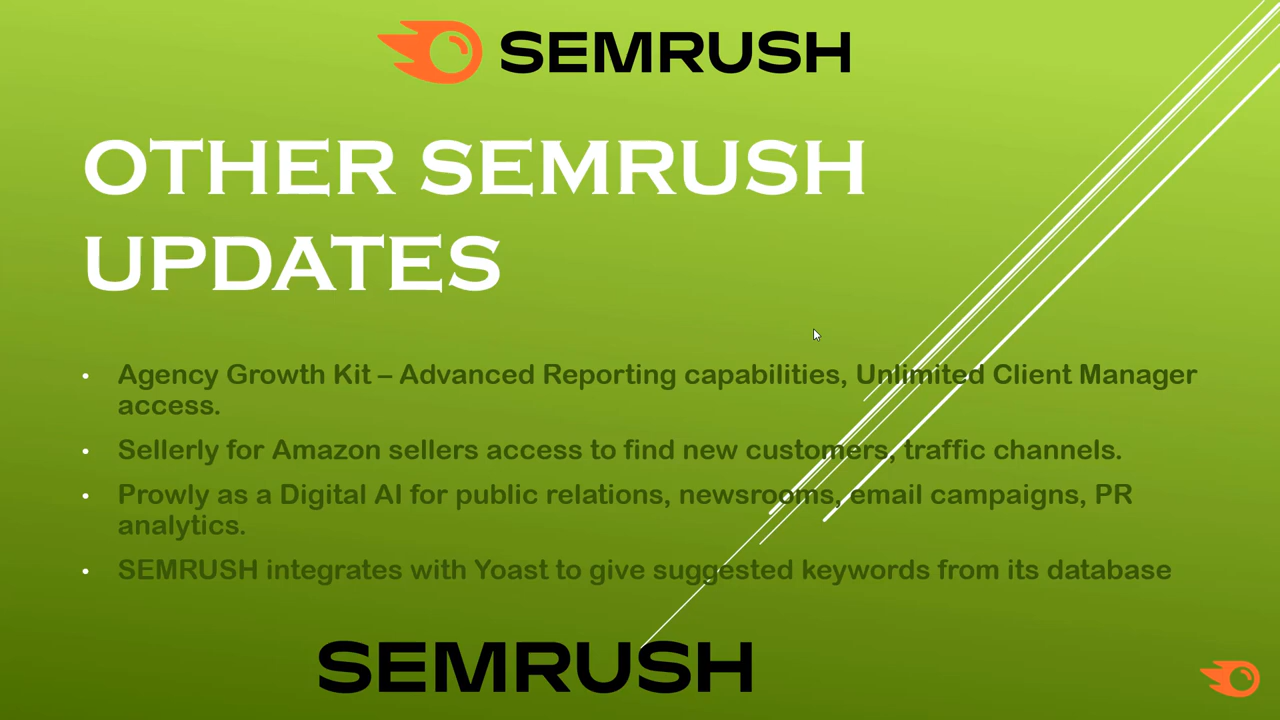 SEMRUSH
OTHER SEMRUSH
UPDATES
• Agency Growth Kit – Advanced Reporting capabilities, Unlimited Client Manager
access.
• Sellerly for Amazon sellers access to find new customers, traffic channels.
• Prowly as a Digital AI for public relations, newsrooms, email campaigns, PR
analytics.
• SEMRUSH integrates with Yoast to give suggested keywords from its database
SEMRUSH